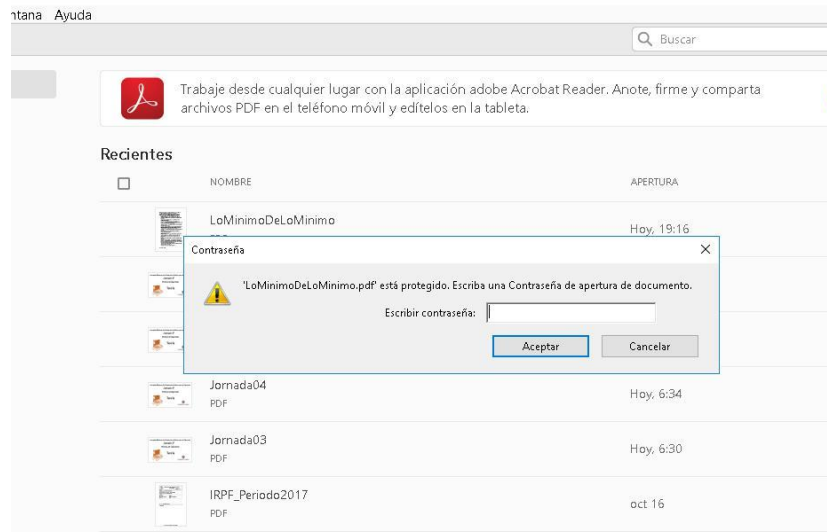 Ayuda
Buscar
Trabaje desde cualquier lugar con la aplicación adobe Acrobat Reader. Anote, firme y comparta
archivos PDF en el teléfono móvil y edítelos en la tableta.
Recientes
NOMBRE APERTURA
LoMinimoDeLoMinimo
Hoy, 19:16
Contraseña
'LoMinimoDeLoMinimo.pdf' está protegido. Escriba una Contraseña de apertura de documento.
Escribir contraseña:
Aceptar Cancelar
Jornada04
PDF
Hoy, 6:34
Jornada03
PDF
Hoy, 6:30
IRPF_Periodo2017
PDF
oct 16